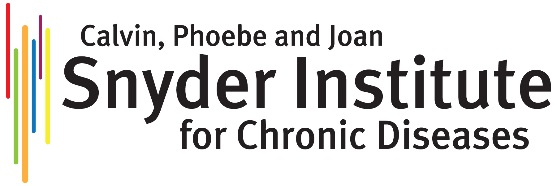 Calvin, Phoebe and Joan
Snyder Institute
for Chronic Diseases